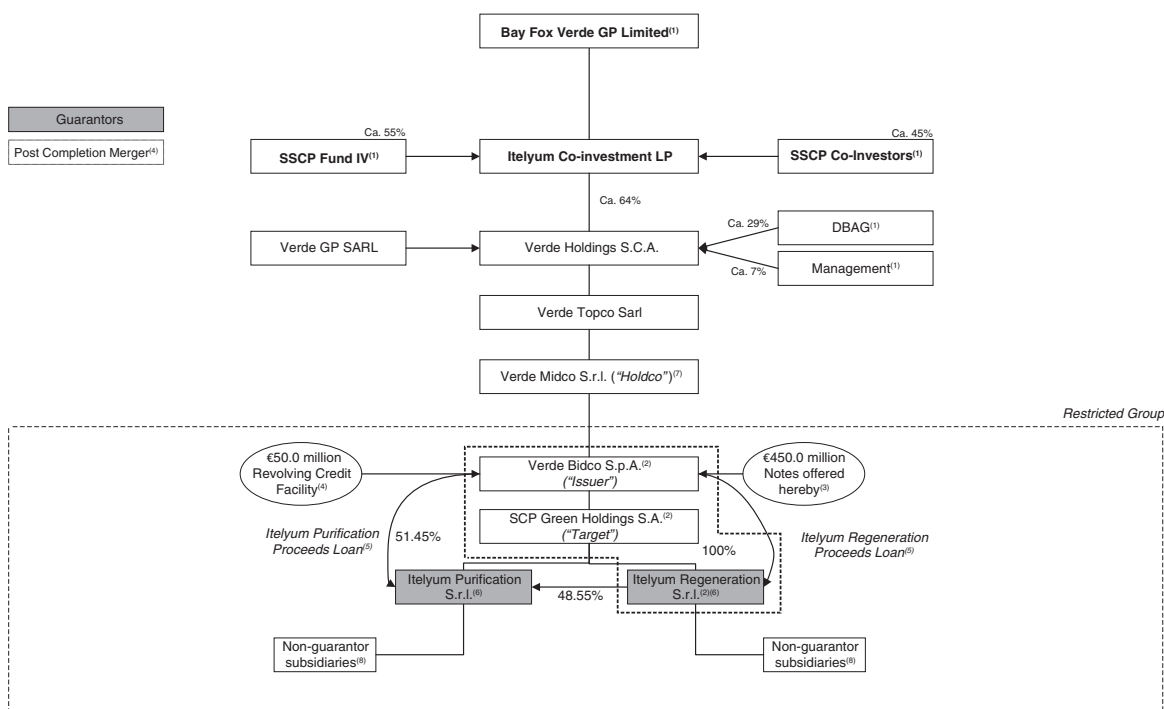 Bay Fox Verde GP Limited(1)
Guarantors
Post Completion Merger(4)
Ca. 55%
Ca. 45%
SSCP Fund IV(1)
Itelyum Co-investment LP
SSCP Co-Investors(1)
Ca. 64%
Ca. 29%
DBAG(1)
Verde GP SARL
Verde Holdings S.C.A.
Ca. 7%
Management(1)
Verde Topco Sarl
Verde Midco S.r.l. ("Holdco")(7)
Restricted Group
€50.0 million
Revolving Credit
Facility(4)
Verde Bidco S.p.A.(2)
("Issuer")
€450.0 million
Notes offered
hereby(3)
SCP Green Holdings S.A.(2)
("Target")
Itelyum Purification
Proceeds Loan(5)
51.45%
100%
Itelyum Regeneration
Proceeds Loan(5)
Itelyum Purification
S.r.l.(6)
48.55%
Itelyum Regeneration
S.r.l.(2)(6)
Non-guarantor
subsidiaries(8)
Non-guarantor
subsidiaries(8)